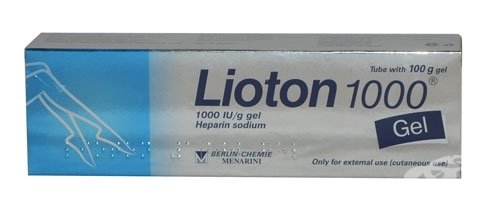 Tube with 100 g gel
Lioton 1000®
1000 IU/g gel
Heparin sodium
Gel
BERLIN-CHEMIE
MENARINI
Only for external use (cutaneous use)